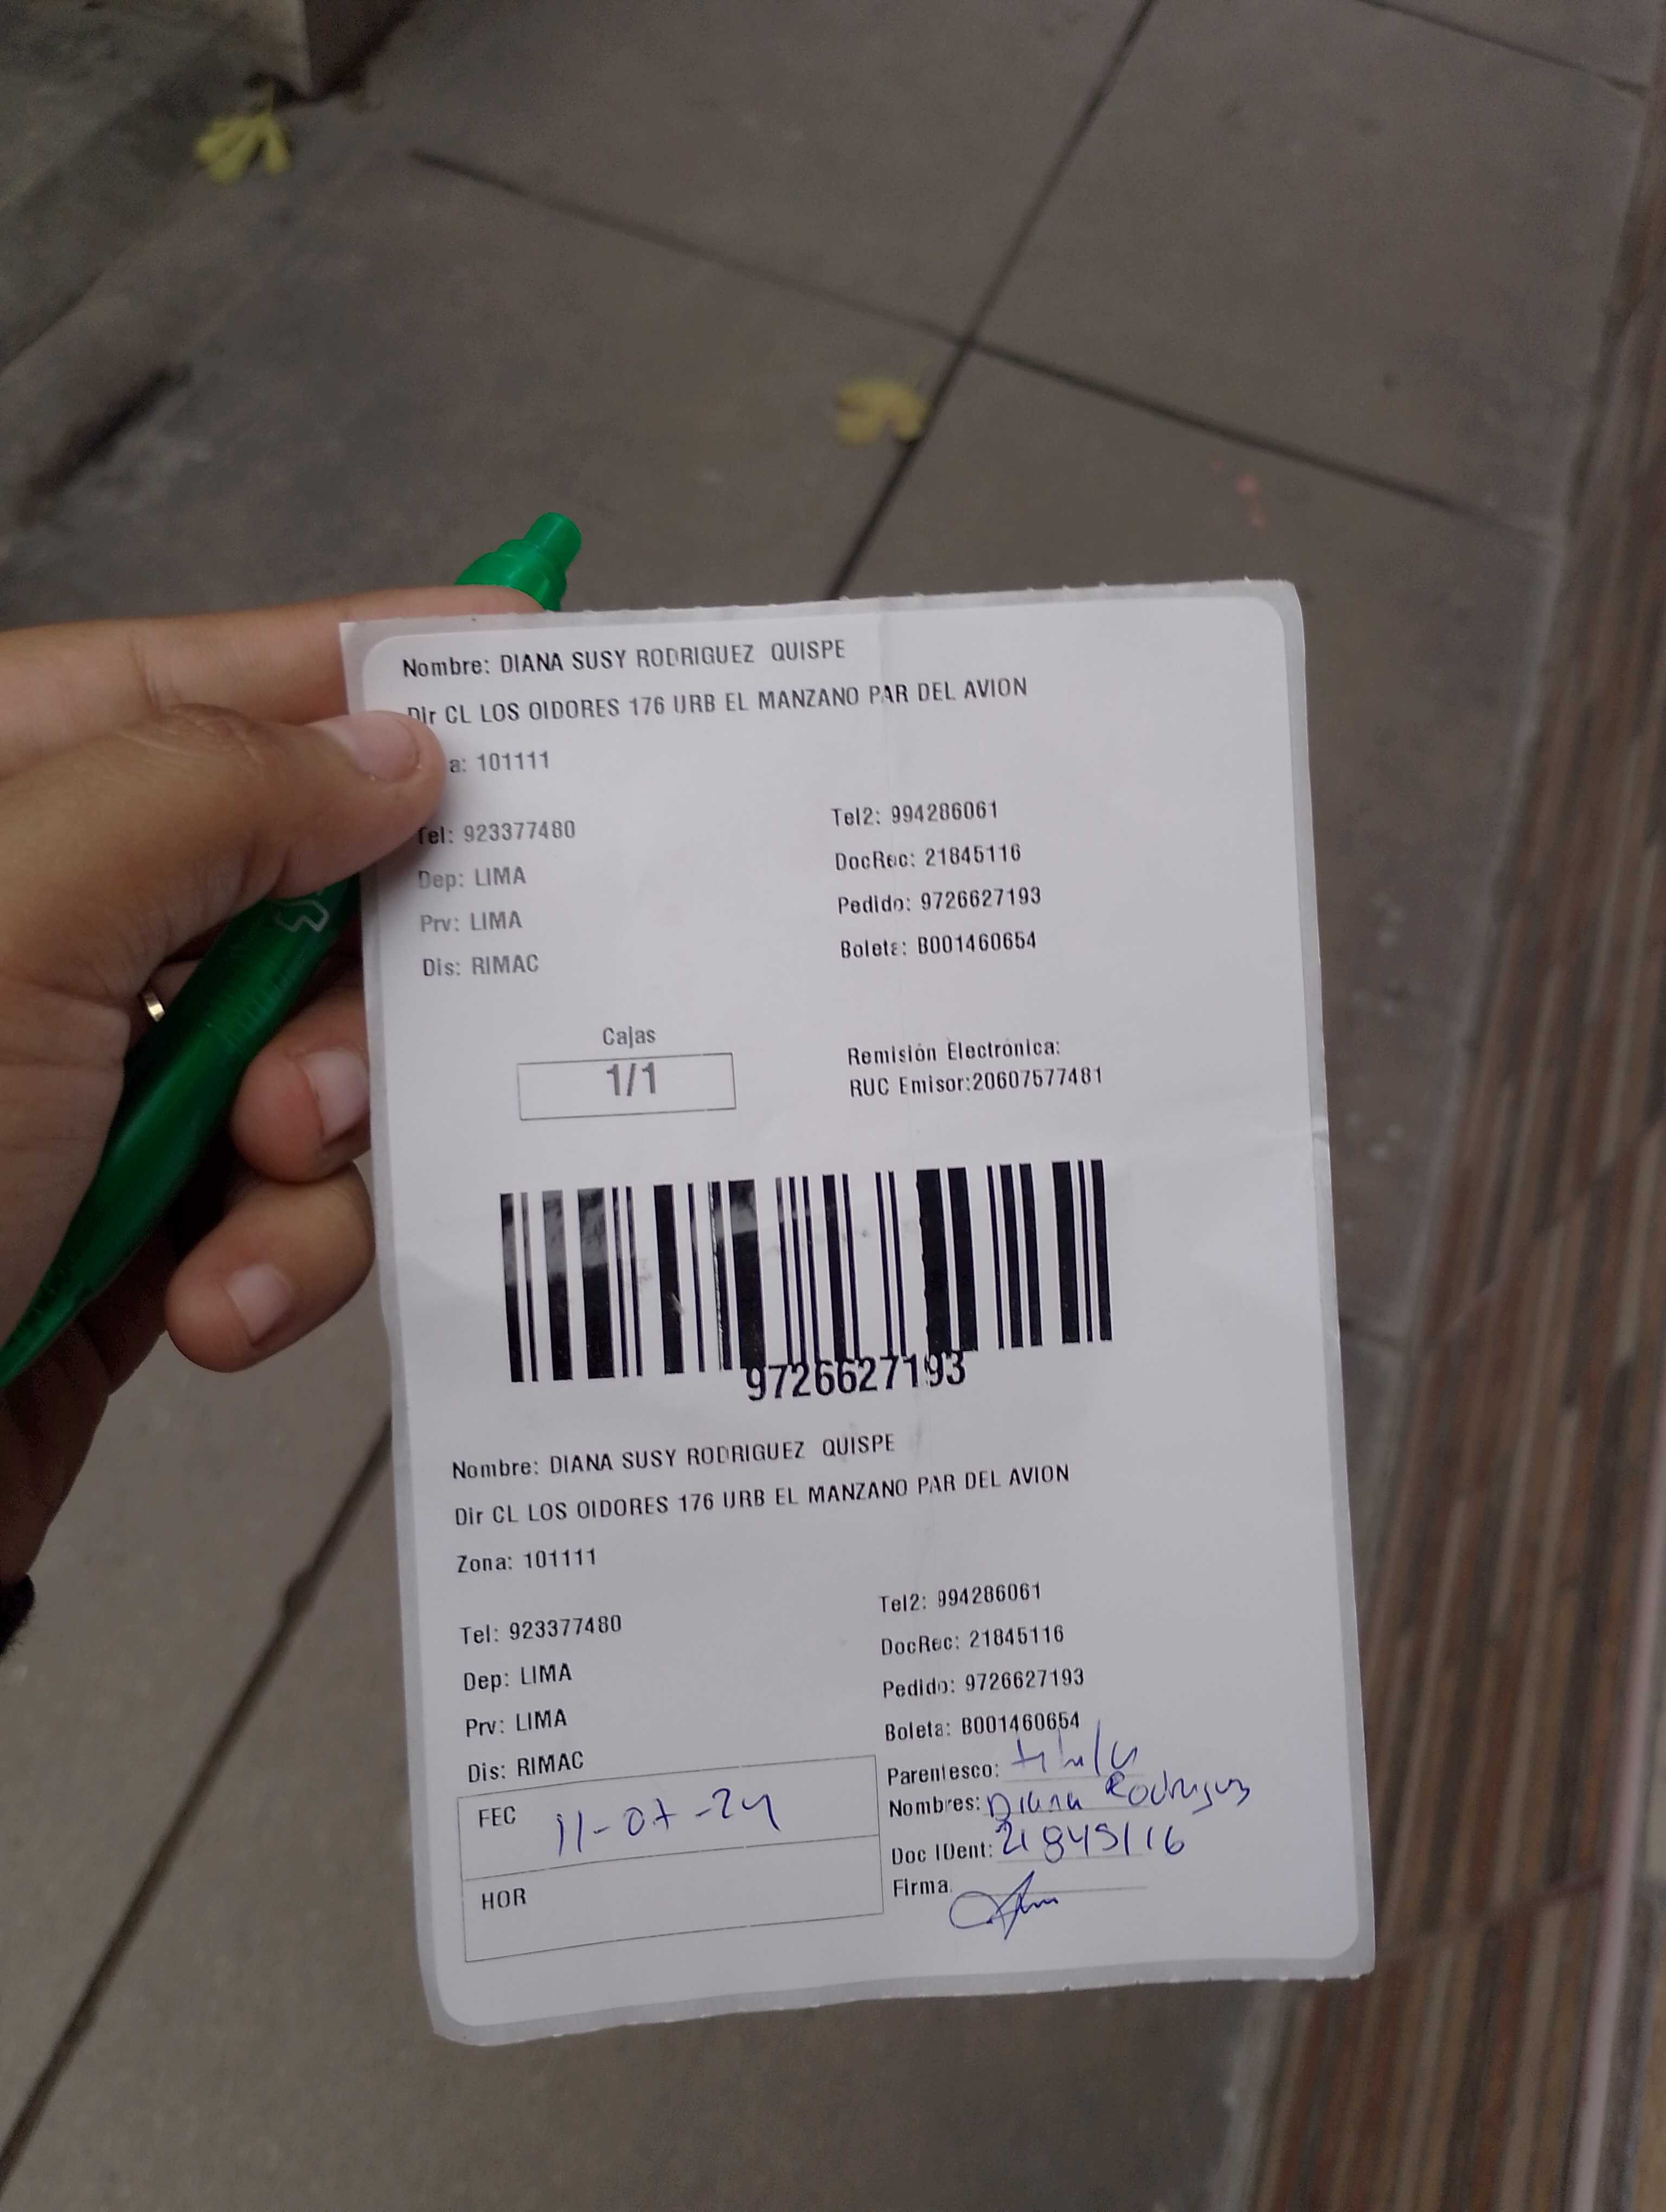 Nombre: DIANA SUSY RODRIGUEZ QUISPE
Dir CL LOS OIDORES 176 URB EL MANZANO PAR DEL AVION
a: 101111
Tel: 923377480
Tel2: 994286061
Dep: LIMA
DocRec: 21845116
Prv: LIMA
Pedido: 9726627193
Dis: RIMAC
Boleta: B001460654
Cajas
1/1
Remisión Electrónica:
RUC Emisor:20607577481
9726627193
Nombre: DIANA SUSY RODRIGUEZ QUISPE
Dir CL LOS OIDORES 176 URB EL MANZANO PAR DEL AVION
Zona: 101111
Tel: 923377480
Tel2: 994286061
Dep: LIMA
DocRec: 21845116
Prv: LIMA
Pedido: 9726627193
Dis: RIMAC
Boleta: B001460654
Parentesco:
FEC 11-07-24
Nombres: Diana Rodriguez
Doc IDent: 21845116
HOR
Firma